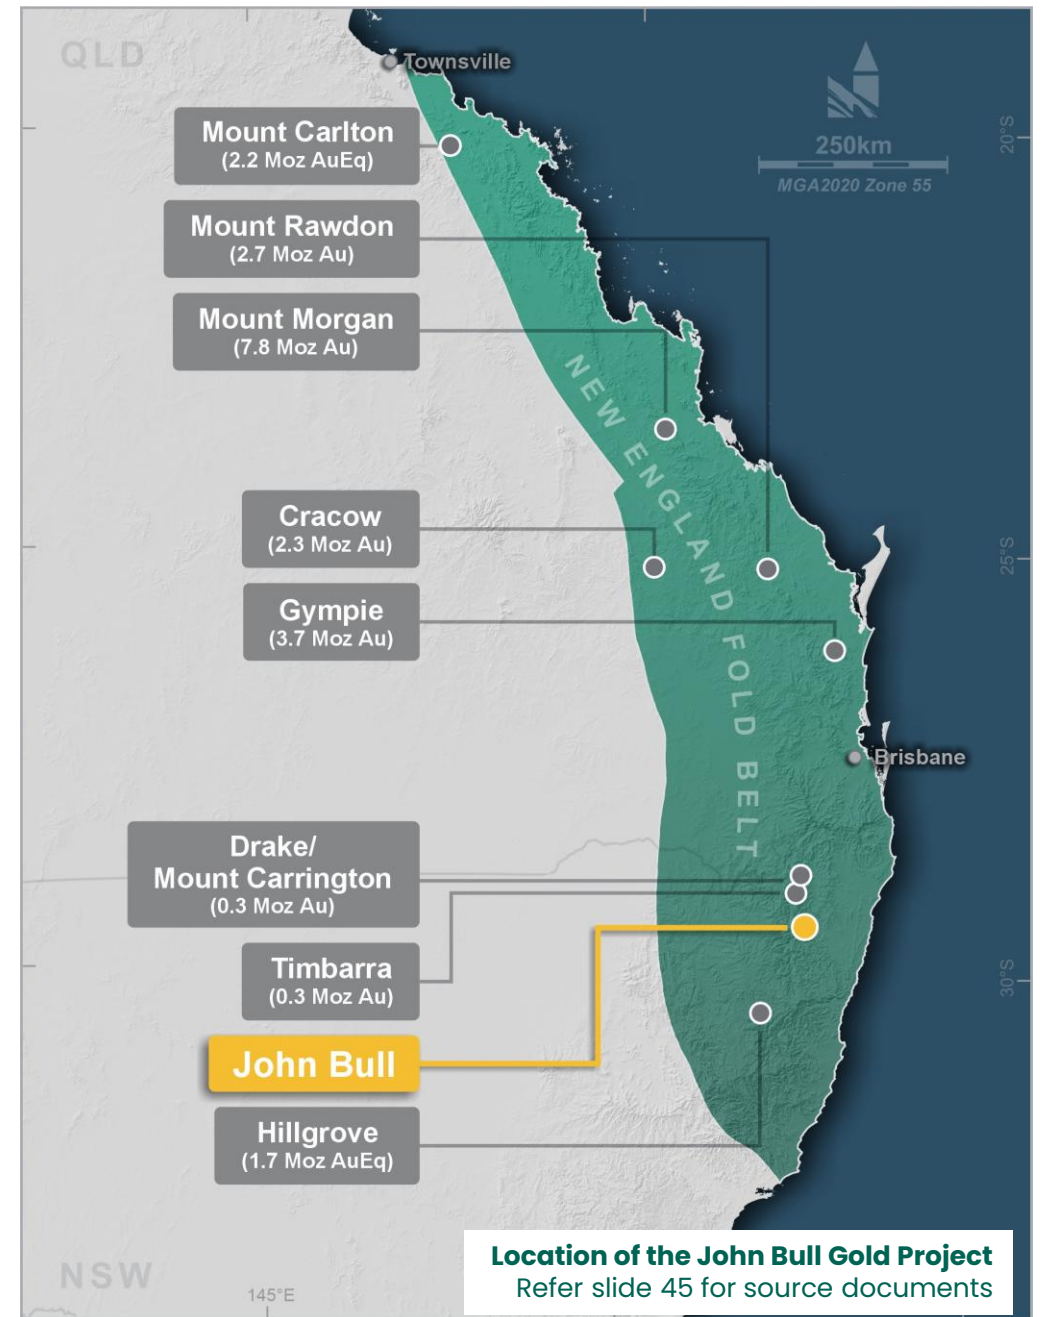 QLD
Townsville
Mount Carlton
(2.2 Moz AuEq)
250km
MGA2020 Zone 55
20°S
Mount Rawdon
(2.7 Moz Au)
Mount Morgan
(7.8 Moz Au)
NEW ENGLAND FOLD BELT
Cracow
(2.3 Moz Au)
25°S
Gympie
(3.7 Moz Au)
Brisbane
Drake/
Mount Carrington
(0.3 Moz Au)
Timbarra
(0.3 Moz Au)
30°S
John Bull
Hillgrove
(1.7 Moz AuEq)
NSW
145°E
Location of the John Bull Gold Project
Refer slide 45 for source documents